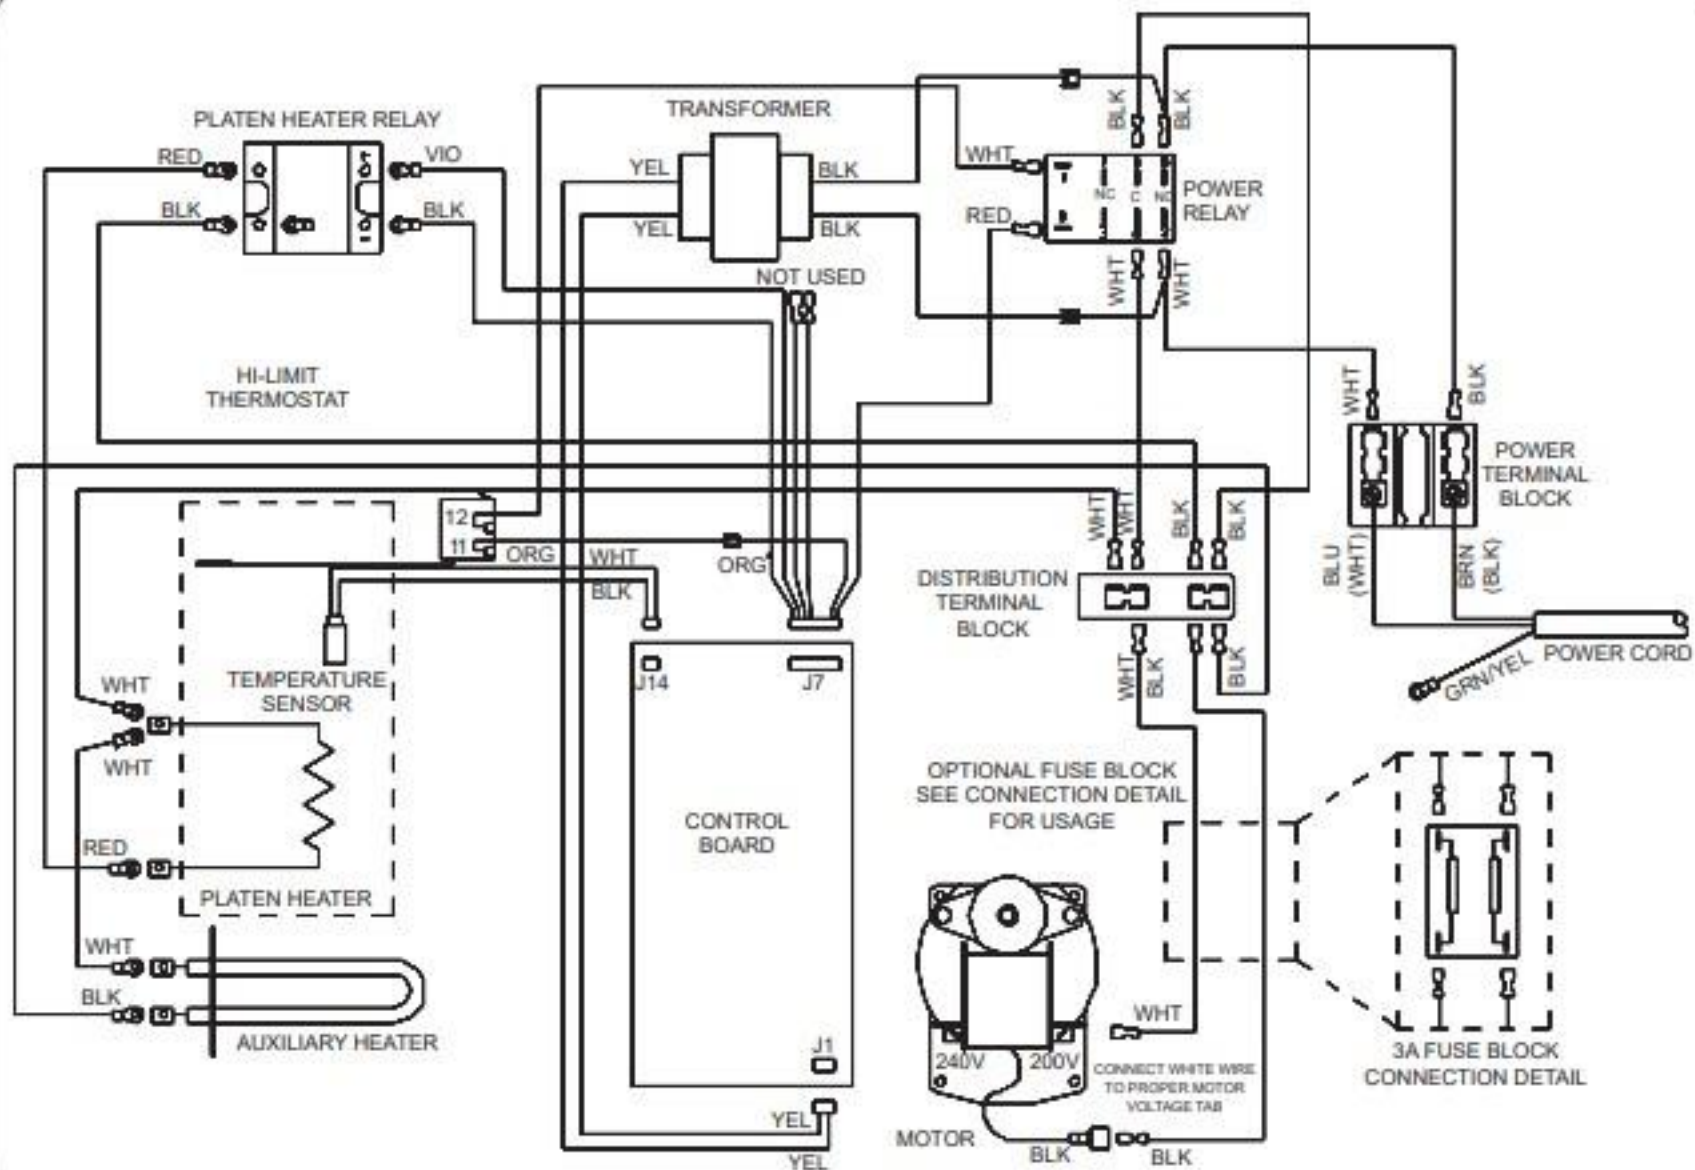 PLATEN HEATER RELAY
TRANSFORMER
BLK
BLK
RED
VIO
YEL
BLK
WHT
NC
C
NO
POWER
RELAY
BLK
BLK
YEL
BLK
RED
NOT USED
WHT
WHT
HI-LIMIT
THERMOSTAT
WHT
BLK
POWER
TERMINAL
BLOCK
12
11
ORG
WHT
BLK
ORG
WHT
WHT
BLK
BLK
BLU
(WHT)
BRN
(BLK)
DISTRIBUTION
TERMINAL
BLOCK
POWER CORD
GRN/YEL
TEMPERATURE
SENSOR
J14
J7
WHT
BLK
BLK
WHT
WHT
OPTIONAL FUSE BLOCK
SEE CONNECTION DETAIL
FOR USAGE
CONTROL
BOARD
RED
PLATEN HEATER
WHT
BLK
AUXILIARY HEATER
J1
WHT
240V
200V
CONNECT WHITE WIRE
TO PROPER MOTOR
VOLTAGE TAB
3A FUSE BLOCK
CONNECTION DETAIL
YEL
YEL
MOTOR
BLK
BLK